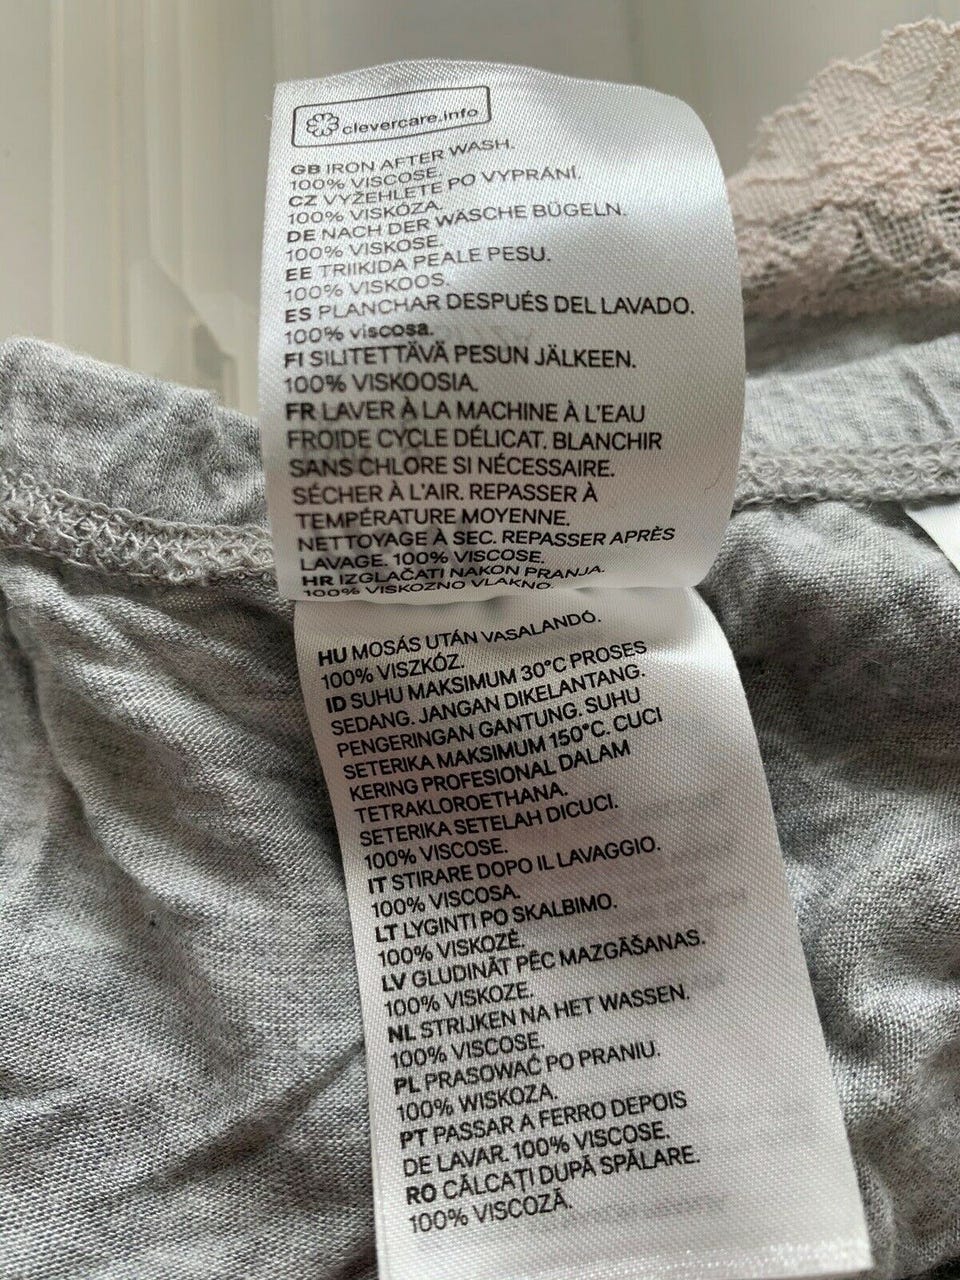 clevercare.info
GB IRON AFTER WASH.
100% VISCOSE.
CZ VYŽEHLETE PO VYPRÁNÍ.
100% VISKÓZA.
DE NACH DER WÄSCHE BÜGELN.
100% VISKOSE.
EE TRIIKIDA PEALE PESU.
100% VISKOOS.
ES PLANCHAR DESPUÉS DEL LAVADO.
100% viscosa.
FI SILITETTÄVÄ PESUN JÄLKEEN.
100% VISKOOSIA.
FR LAVER À LA MACHINE À L'EAU
FROIDE CYCLE DÉLICAT. BLANCHIR
SANS CHLORE SI NÉCESSAIRE.
SÉCHER À L'AIR. REPASSER À
TEMPÉRATURE MOYENNE.
NETTOYAGE À SEC. REPASSER APRÈS
LAVAGE. 100% VISCOSE.
HR IZGLAČATI NAKON PRANJA.
100% VISKOZNO VLAKNO.
HU MOSÁS UTÁN VASALANDÓ.
100% VISZKÓZ.
ID SUHU MAKSIMUM 30°C PROSES
SEDANG. JANGAN DIKELANTANG.
PENGERINGAN GANTUNG. SUHU
SETERIKA MAKSIMUM 150°C. CUCI
KERING PROFESIONAL DALAM
TETRAKLOROETHANA.
SETERIKA SETELAH DICUCI.
100% VISCOSE.
IT STIRARE DOPO IL LAVAGGIO.
100% VISCOSA.
LT LYGINTI PO SKALBIMO.
100% VISKOZĖ.
LV GLUDINĀT PĒC MAZGĀŠANAS.
100% VISKOZE.
NL STRIJKEN NA HET WASSEN.
100% VISCOSE.
PL PRASOWAĆ PO PRANIU.
100% WISKOZA.
PT PASSAR A FERRO DEPOIS
DE LAVAR. 100% VISCOSE.
RO CĂLCAȚI DUPĂ SPĂLARE.
100% VISCOZĂ.